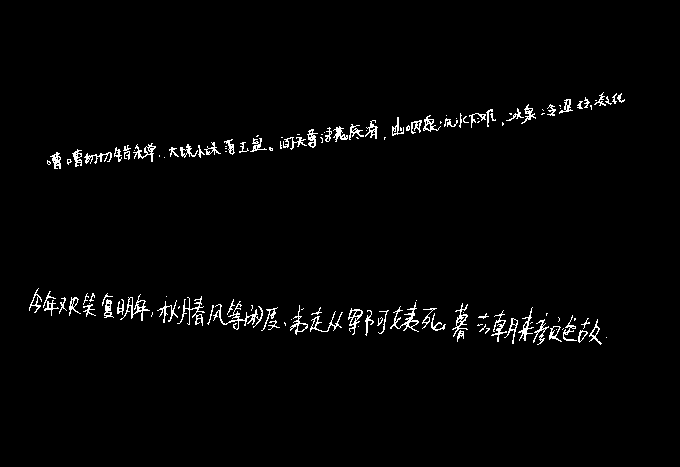 嘈嘈切切错杂弹,大珠小珠落玉盘。间关莺语花底滑,幽咽泉流水下难,冰泉冷涩弦凝绝
今年欢笑复明年,秋月春风等闲度、弟走从军阿姨死。暮去朝来颜色故.